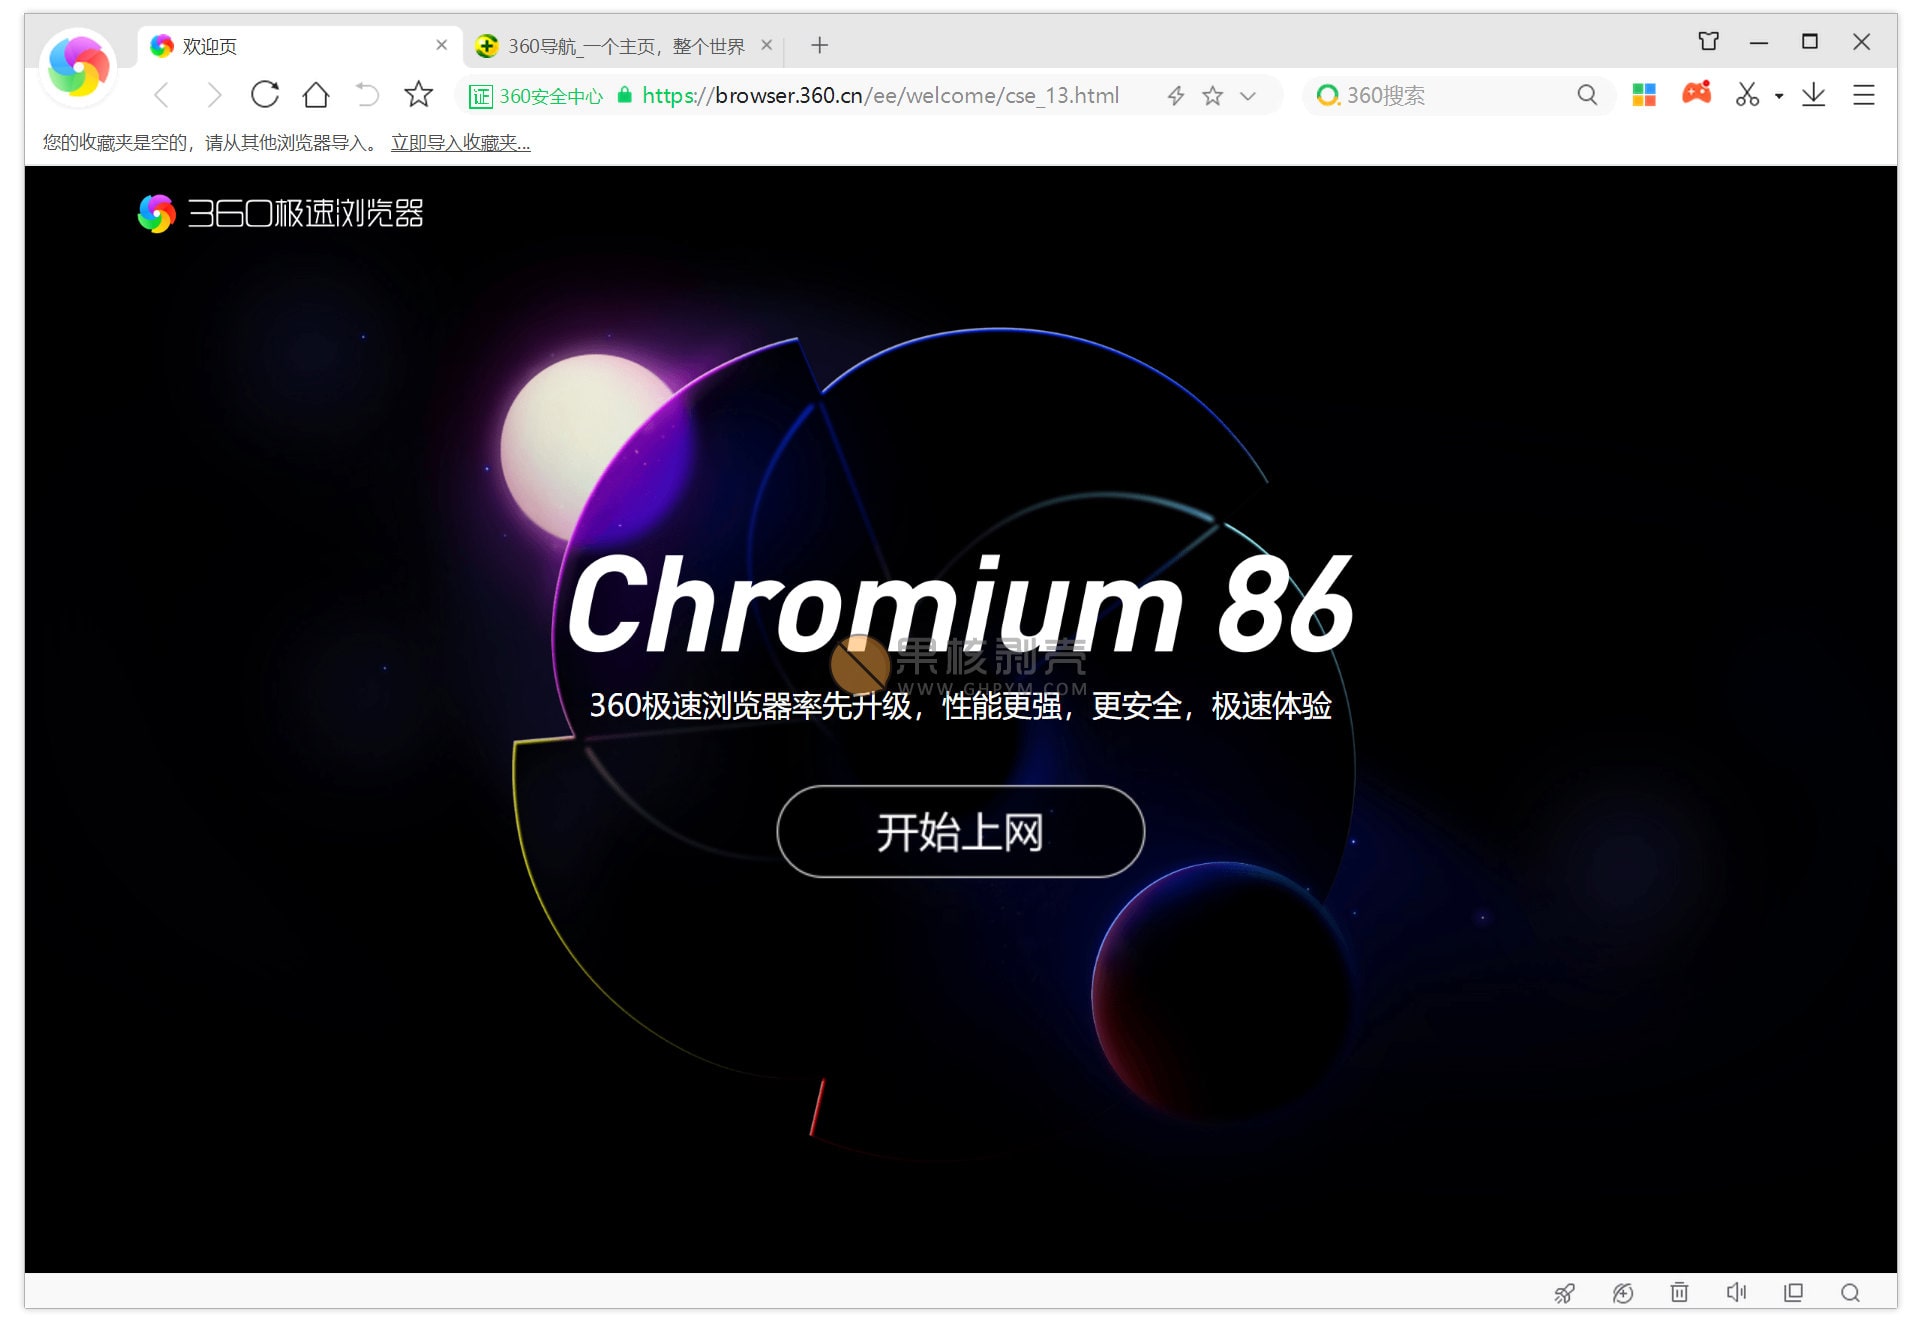 欢迎页
360导航_一个主页，整个世界
证 360安全中心 https://browser.360.cn/ee/welcome/cse_13.html
360搜索
您的收藏夹是空的，请从其他浏览器导入。 立即导入收藏夹...
360极速浏览器
Chromium 86
果核剥壳
WWW.GHPYM.COM
360极速浏览器率先升级，性能更强，更安全，极速体验
开始上网